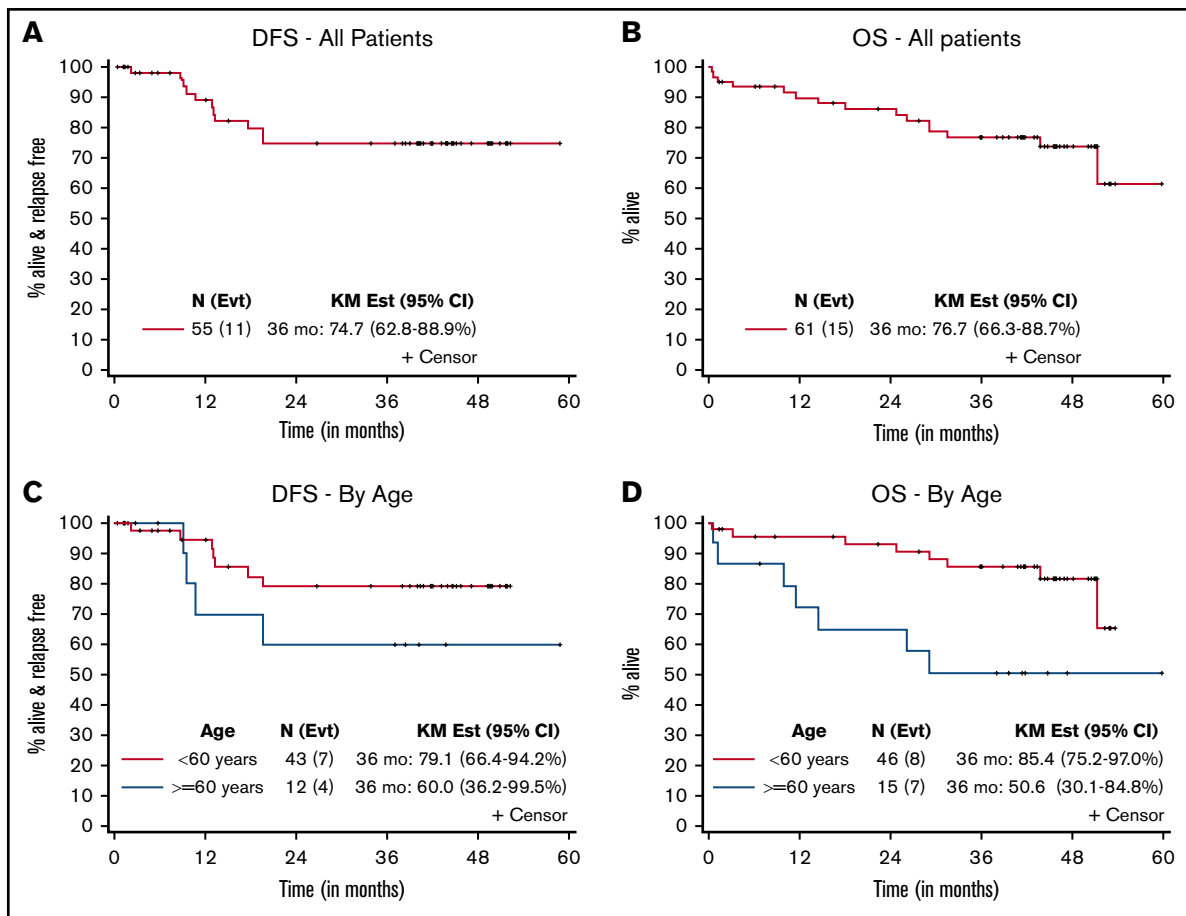 A
DFS - All Patients
% alive & relapse free
100
90
80
70
60
50
40
30
20
10
0
N (Evt) KM Est (95% CI)
55 (11) 36 mo: 74.7 (62.8-88.9%)
+ Censor
0 12 24 36 48 60
Time (in months)
B
OS - All patients
% alive
100
90
80
70
60
50
40
30
20
10
0
N (Evt) KM Est (95% CI)
61 (15) 36 mo: 76.7 (66.3-88.7%)
+ Censor
0 12 24 36 48 60
Time (in months)
C
DFS - By Age
% alive & relapse free
100
90
80
70
60
50
40
30
20
10
0
Age N (Evt) KM Est (95% CI)
<60 years 43 (7) 36 mo: 79.1 (66.4-94.2%)
>=60 years 12 (4) 36 mo: 60.0 (36.2-99.5%)
+ Censor
0 12 24 36 48 60
Time (in months)
D
OS - By Age
% alive
100
90
80
70
60
50
40
30
20
10
0
Age N (Evt) KM Est (95% CI)
<60 years 46 (8) 36 mo: 85.4 (75.2-97.0%)
>=60 years 15 (7) 36 mo: 50.6 (30.1-84.8%)
+ Censor
0 12 24 36 48 60
Time (in months)